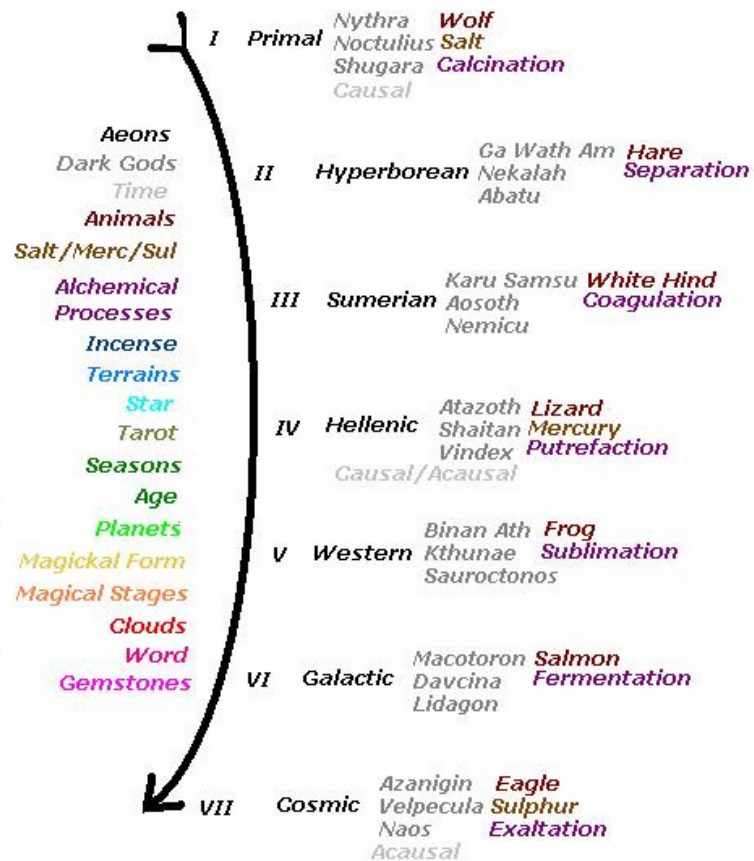 I Primal Nythra Wolf
Noctulius Salt
Shugara Calcination
Causal
Aeons
Dark Gods
Time
Animals
Salt/Merc/Sul
Alchemical
Processes
Incense
Terrains
Star
Tarot
Seasons
Age
Planets
Magickal Form
Magical Stages
Clouds
Word
Gemstones
II Hyperborean Ga Wath Am Hare
Nekalah Separation
Abatu
III Sumerian Karu Samsu White Hind
Aosoth Coagulation
Nemicu
IV Hellenic Atazoth Lizard
Shaitan Mercury
Vindex Putrefaction
Causal/Acausal
V Western Binan Ath Frog
Kthunae Sublimation
Sauroctonos
VI Galactic Macotoron Salmon
Davcina Fermentation
Lidagon
VII Cosmic Azanigin Eagle
Velpecula Sulphur
Naos Exaltation
Acausal